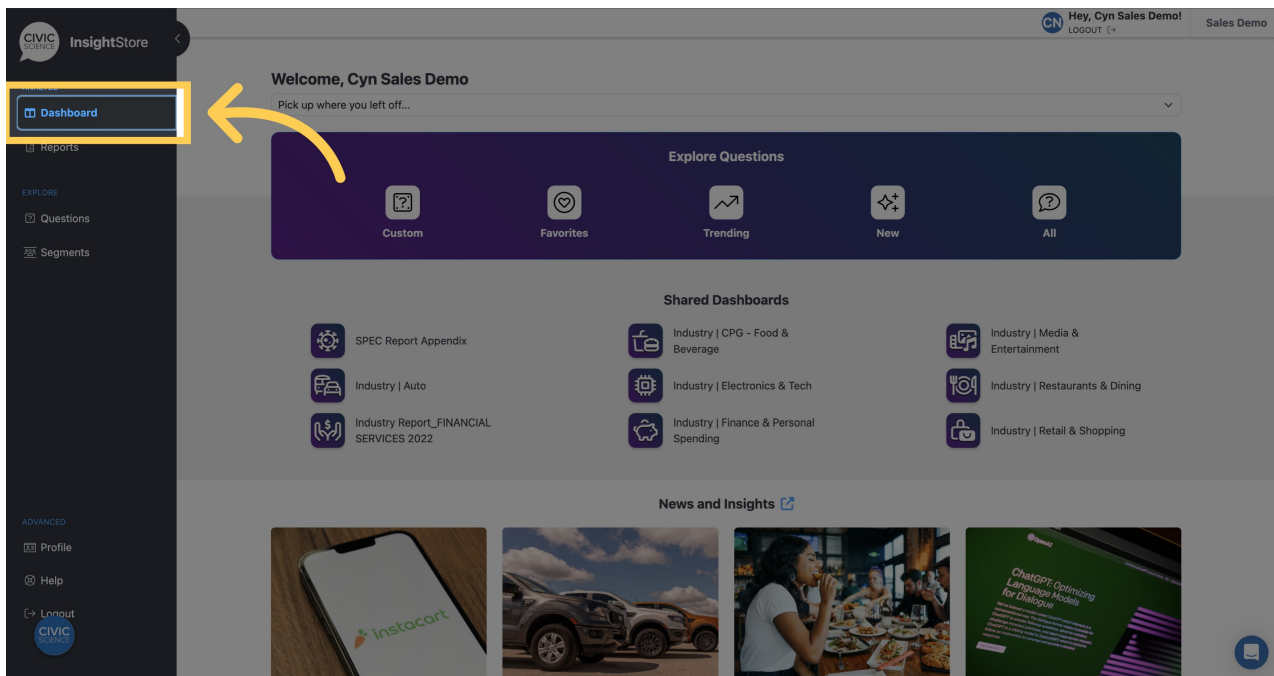 CIVIC
SCIENCE
InsightStore
Hey, Cyn Sales Demo!
LOGOUT
CN
Sales Demo
Dashboard
Reports
EXPLORE
Questions
Segments
ADVANCED
Profile
Help
Logout
CIVIC
SCIENCE
Welcome, Cyn Sales Demo
Pick up where you left off...
Explore Questions
Custom
Favorites
Trending
New
All
Shared Dashboards
SPEC Report Appendix
Industry | CPG - Food &
Beverage
Industry | Media &
Entertainment
Industry | Auto
Industry | Electronics & Tech
Industry | Restaurants & Dining
Industry Report_FINANCIAL
SERVICES 2022
Industry | Finance & Personal
Spending
Industry | Retail & Shopping
News and Insights
instacart
OpenAI
ChatGPT: Optimizing
Language Models
for Dialogue